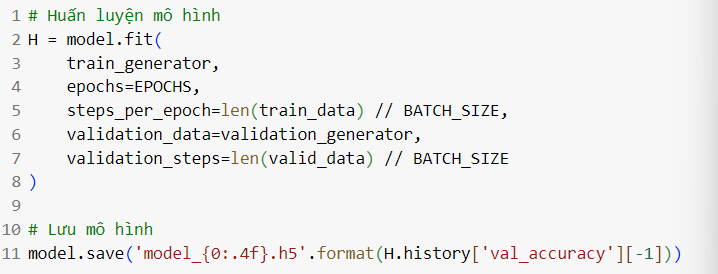 1 # Huấn luyện mô hình
2 H = model.fit(
3     train_generator,
4     epochs=EPOCHS,
5     steps_per_epoch=len(train_data) // BATCH_SIZE,
6     validation_data=validation_generator,
7     validation_steps=len(valid_data) // BATCH_SIZE
8 )
9
10 # Lưu mô hình
11 model.save('model_{0:.4f}.h5'.format(H.history['val_accuracy'][-1]))